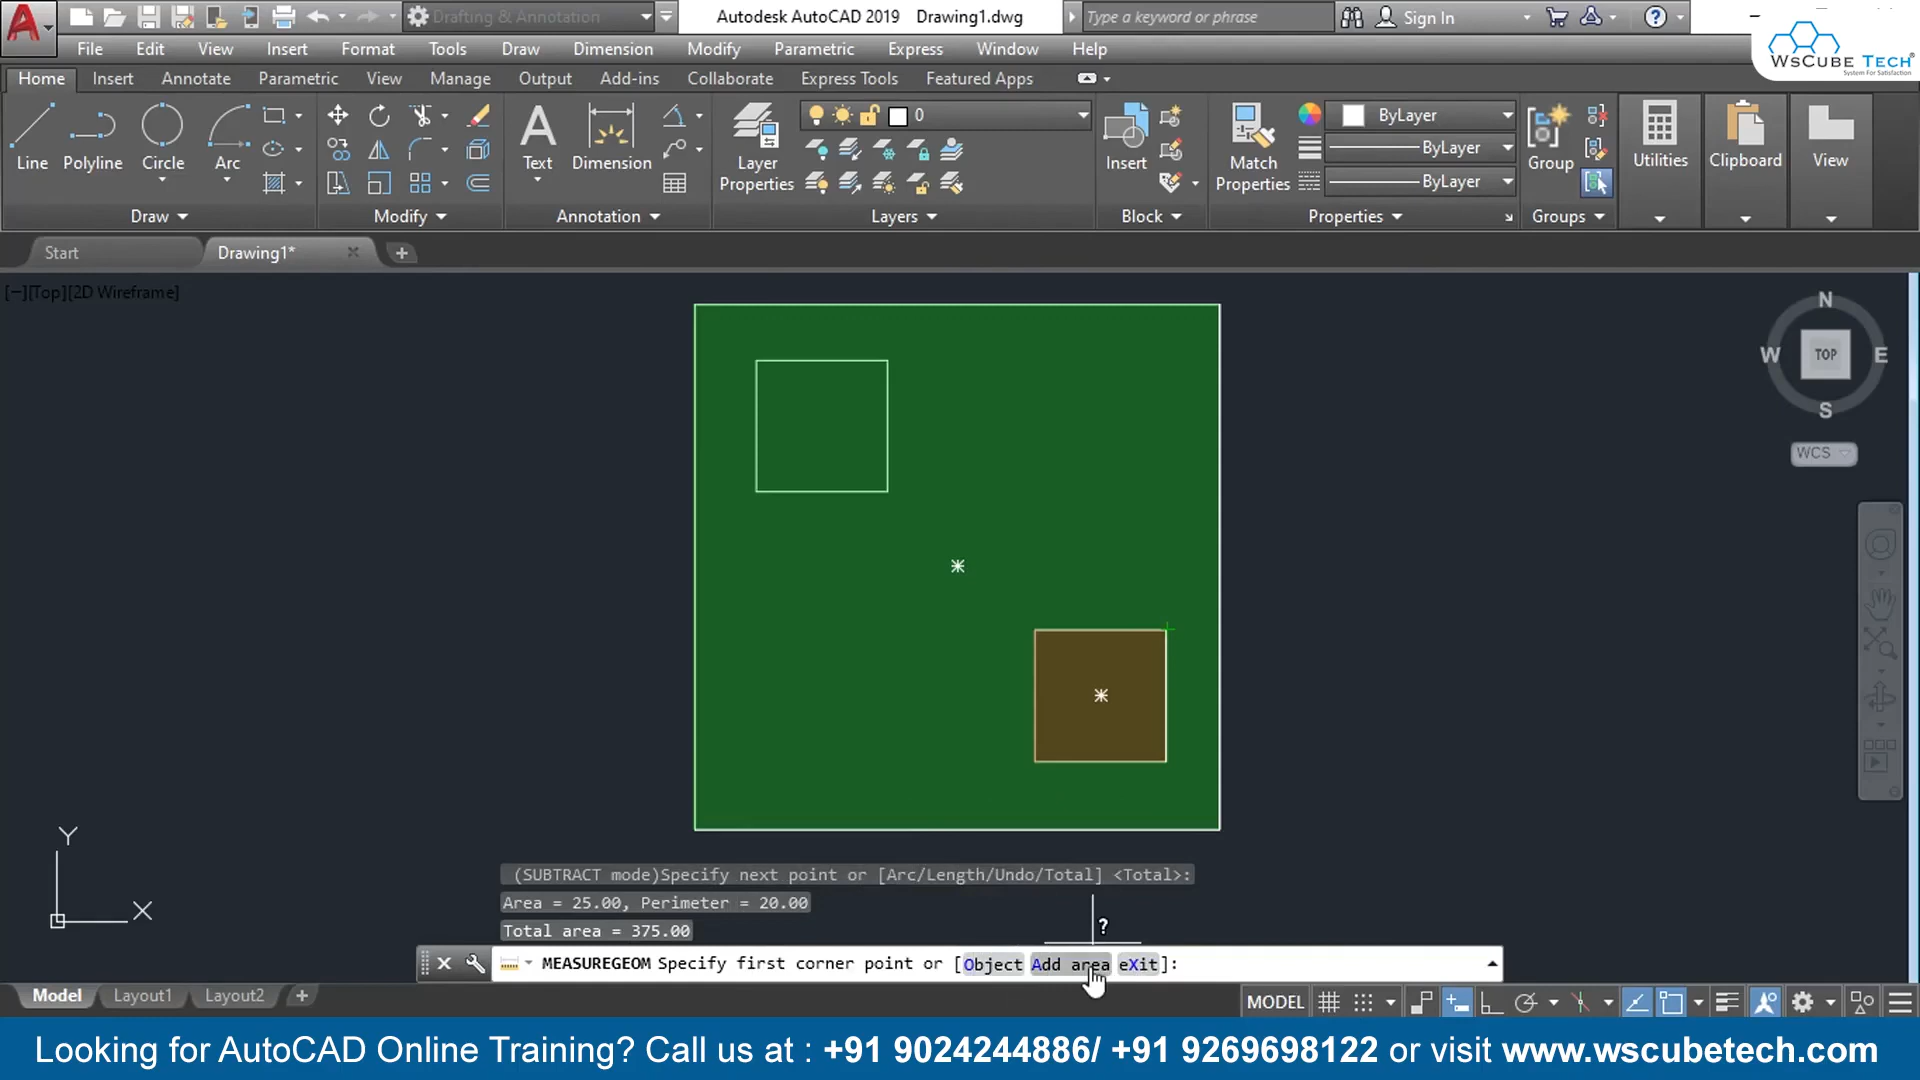 Drafting & Annotation
Autodesk AutoCAD 2019 Drawing1.dwg
Type a keyword or phrase
Sign In
WsCube Tech
System For Satisfaction
File Edit View Insert Format Tools Draw Dimension Modify Parametric Express Window Help
Home Insert Annotate Parametric View Manage Output Add-ins Collaborate Express Tools Featured Apps
0
ByLayer
ByLayer
ByLayer
Line Polyline Circle Arc
Text Dimension
Layer Properties
Insert
Match Properties
Group
Utilities Clipboard View
Draw Modify Annotation Layers Block Properties Groups
Start Drawing1*
[−][Top][2D Wireframe]
N
W TOP E
S
WCS
Y
X
(SUBTRACT mode)Specify next point or [Arc/Length/Undo/Total] <Total>:
Area = 25.00, Perimeter = 20.00
Total area = 375.00
MEASUREGEOM Specify first corner point or [Object Add area eXit]:
Model Layout1 Layout2
MODEL
Looking for AutoCAD Online Training? Call us at : +91 9024244886/ +91 9269698122 or visit www.wscubetech.com